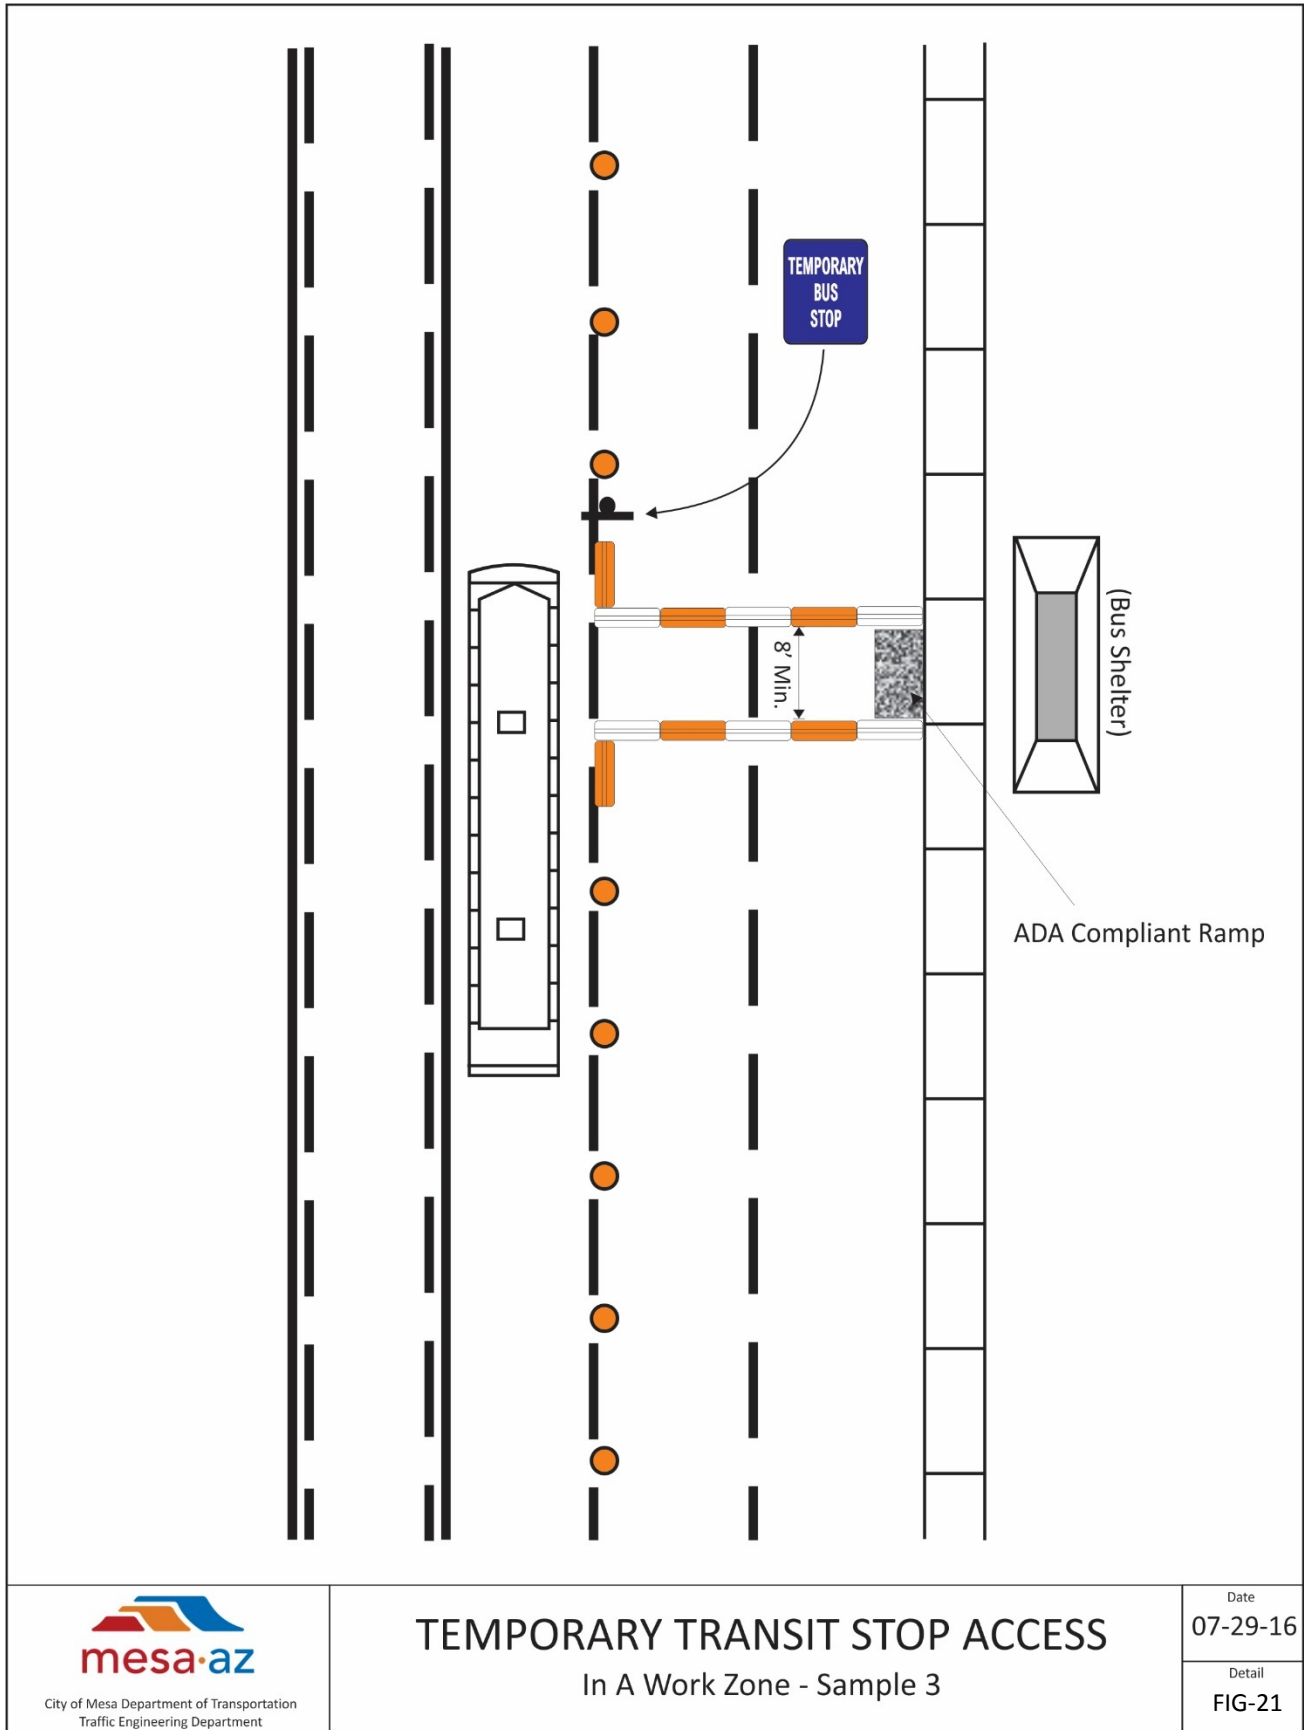 TEMPORARY
BUS
STOP
(Bus Shelter)
8' Min.
ADA Compliant Ramp
mesa·az
City of Mesa Department of Transportation
Traffic Engineering Department
TEMPORARY TRANSIT STOP ACCESS
In A Work Zone - Sample 3
Date
07-29-16
Detail
FIG-21